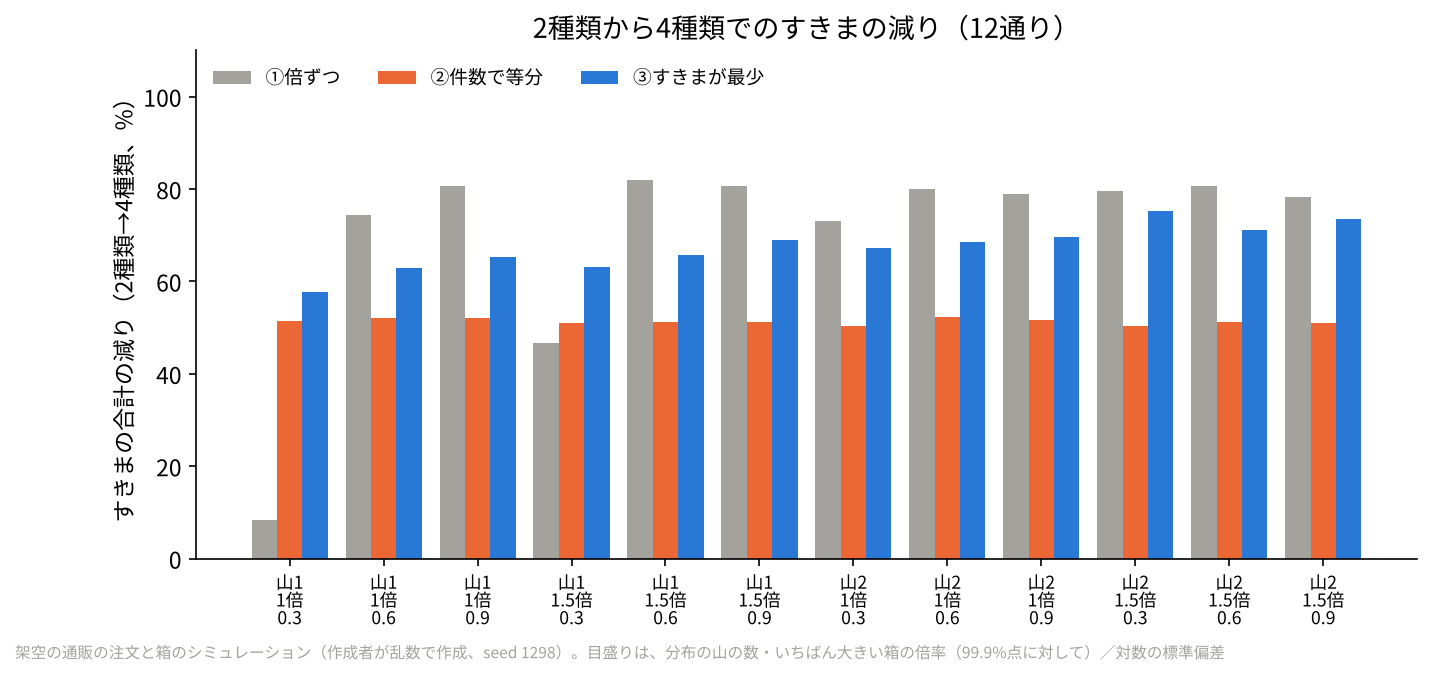 2種類から4種類でのすきまの減り（12通り）
①倍ずつ
②件数で等分
③すきまが最少
すきまの合計の減り（2種類→4種類、%）
100
80
60
40
20
0
山1
1倍
0.3
山1
1倍
0.6
山1
1倍
0.9
山1
1.5倍
0.3
山1
1.5倍
0.6
山1
1.5倍
0.9
山2
1倍
0.3
山2
1倍
0.6
山2
1倍
0.9
山2
1.5倍
0.3
山2
1.5倍
0.6
山2
1.5倍
0.9
架空の通販の注文と箱のシミュレーション（作成者が乱数で作成、seed 1298）。目盛りは、分布の山の数・いちばん大きい箱の倍率（99.9%点に対して）／対数の標準偏差